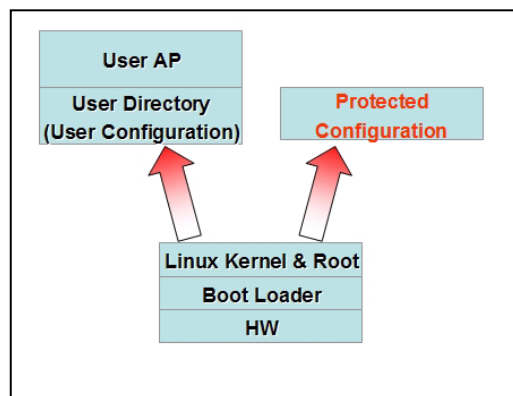 User AP
User Directory
(User Configuration)
Protected
Configuration
Linux Kernel & Root
Boot Loader
HW